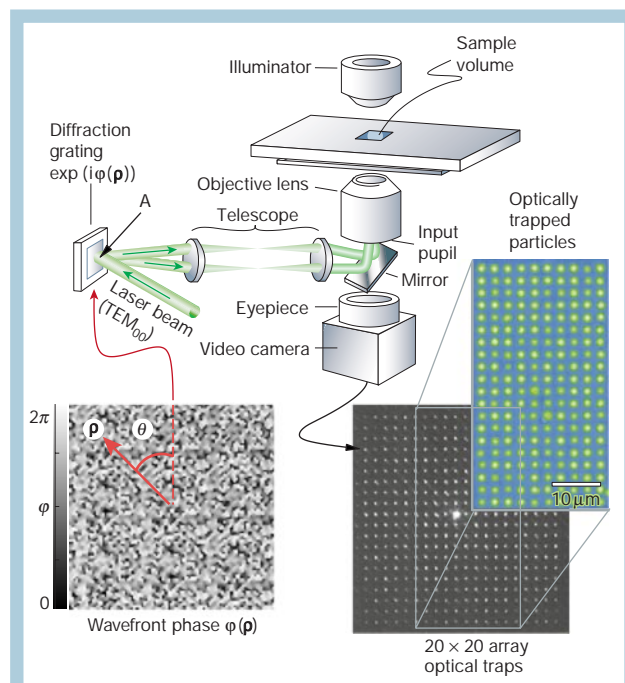 Illuminator
Sample
volume
Diffraction
grating
exp (iφ(ρ))
A
Objective lens
Telescope
Input
pupil
Mirror
Optically
trapped
particles
Laser beam
(TEM₀₀)
Eyepiece
Video camera
2π
φ
0
ρ
θ
10 μm
Wavefront phase φ(ρ)
20 × 20 array
optical traps